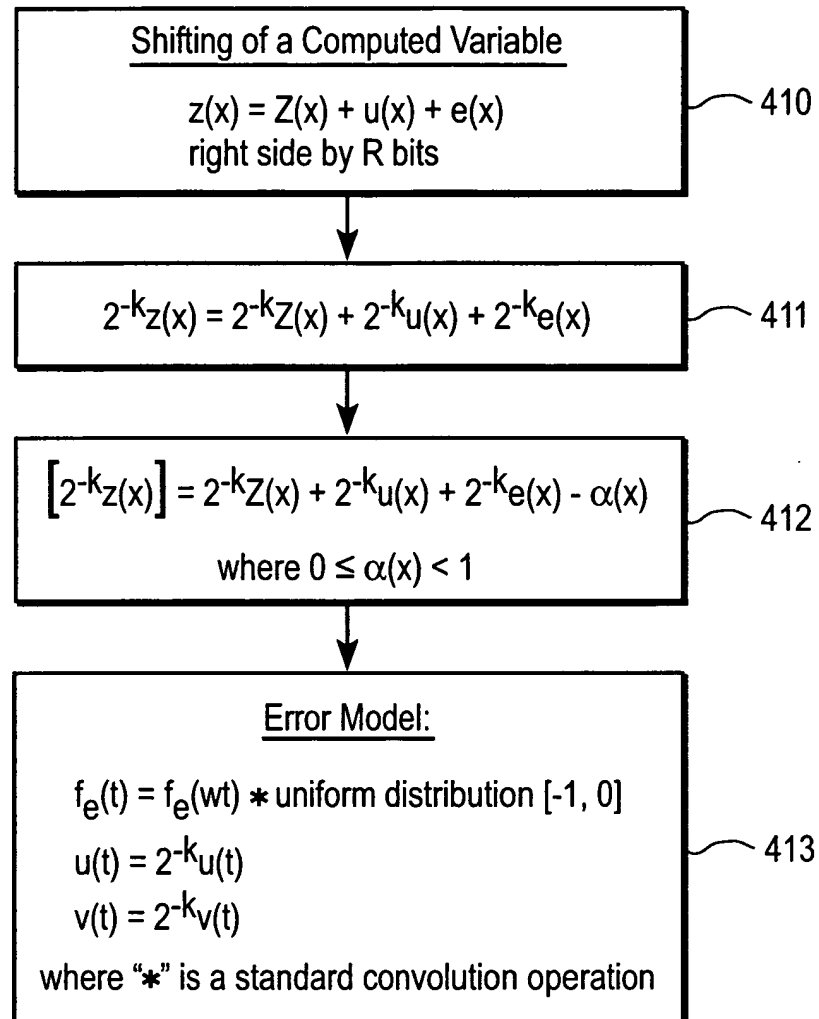 Shifting of a Computed Variable
z(x) = Z(x) + u(x) + e(x)
right side by R bits
410
2^-k z(x) = 2^-k Z(x) + 2^-k u(x) + 2^-k e(x)
411
[2^-k z(x)] = 2^-k Z(x) + 2^-k u(x) + 2^-k e(x) - α(x)
where 0 ≤ α(x) < 1
412
Error Model:
f_e(t) = f_e(wt) * uniform distribution [-1, 0]
u(t) = 2^-k u(t)
v(t) = 2^-k v(t)
where “*” is a standard convolution operation
413